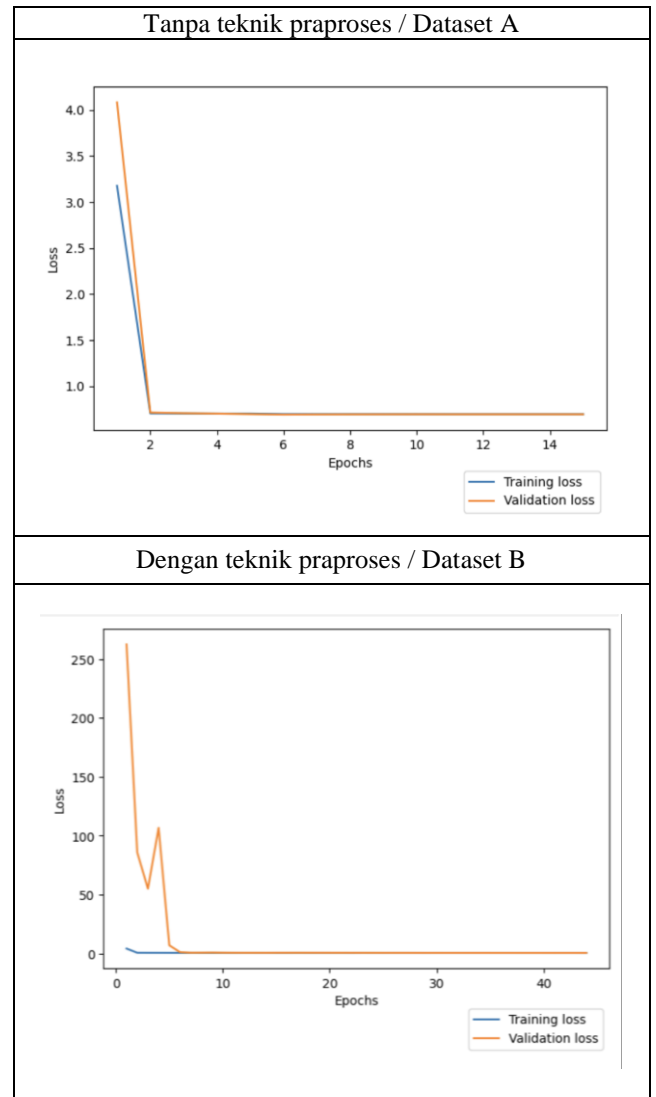 Tanpa teknik praproses / Dataset A
4.0
3.5
3.0
2.5
2.0
1.5
1.0
Loss
2 4 6 8 10 12 14
Epochs
Training loss
Validation loss
Dengan teknik praproses / Dataset B
250
200
150
100
50
0
Loss
0 10 20 30 40
Epochs
Training loss
Validation loss